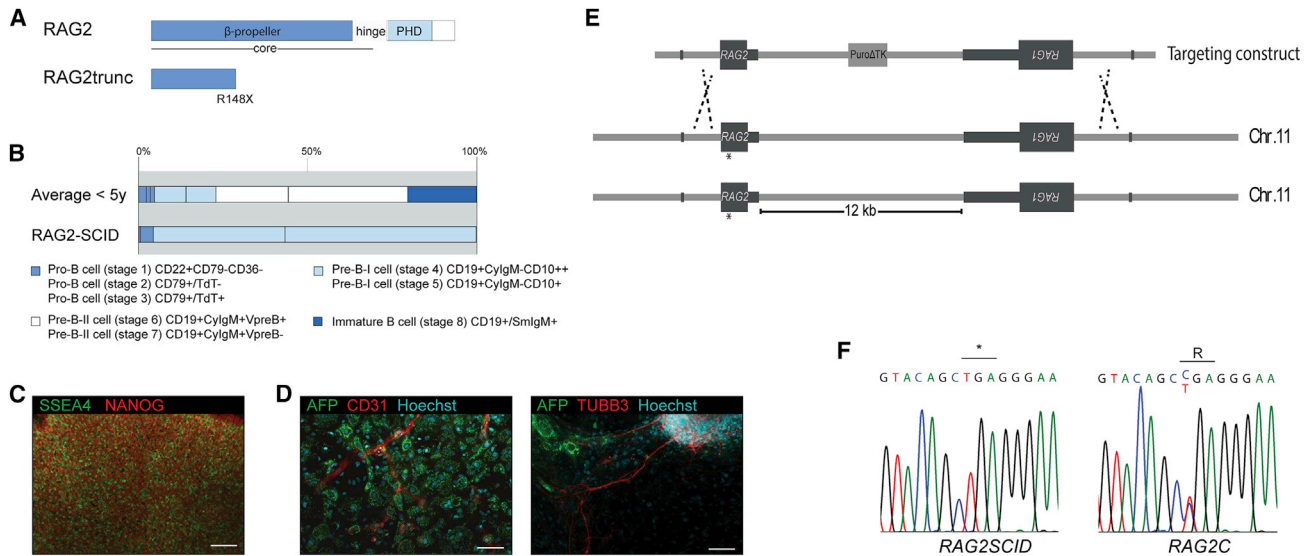 A
RAG2
β-propeller
hinge
PHD
core
RAG2trunc
R148X
B
0%
50%
100%
Average < 5y
RAG2-SCID
Pro-B cell (stage 1) CD22+CD79-CD36-
Pro-B cell (stage 2) CD79+/TdT-
Pro-B cell (stage 3) CD79+/TdT+
Pre-B-I cell (stage 4) CD19+CyIgM-CD10++
Pre-B-I cell (stage 5) CD19+CyIgM-CD10+
Pre-B-II cell (stage 6) CD19+CyIgM+VpreB+
Pre-B-II cell (stage 7) CD19+CyIgM+VpreB-
Immature B cell (stage 8) CD19+/SmIgM+
C
SSEA4 NANOG
D
AFP CD31 Hoechst
AFP TUBB3 Hoechst
E
RAG2
PuroΔTK
RAG1
Targeting construct
RAG2
*
RAG1
Chr.11
RAG2
*
RAG1
Chr.11
12 kb
F
*
GTACAGCTGAGGGAA
RAG2SCID
R
GTACAGCCGAGGGAA
T
RAG2C